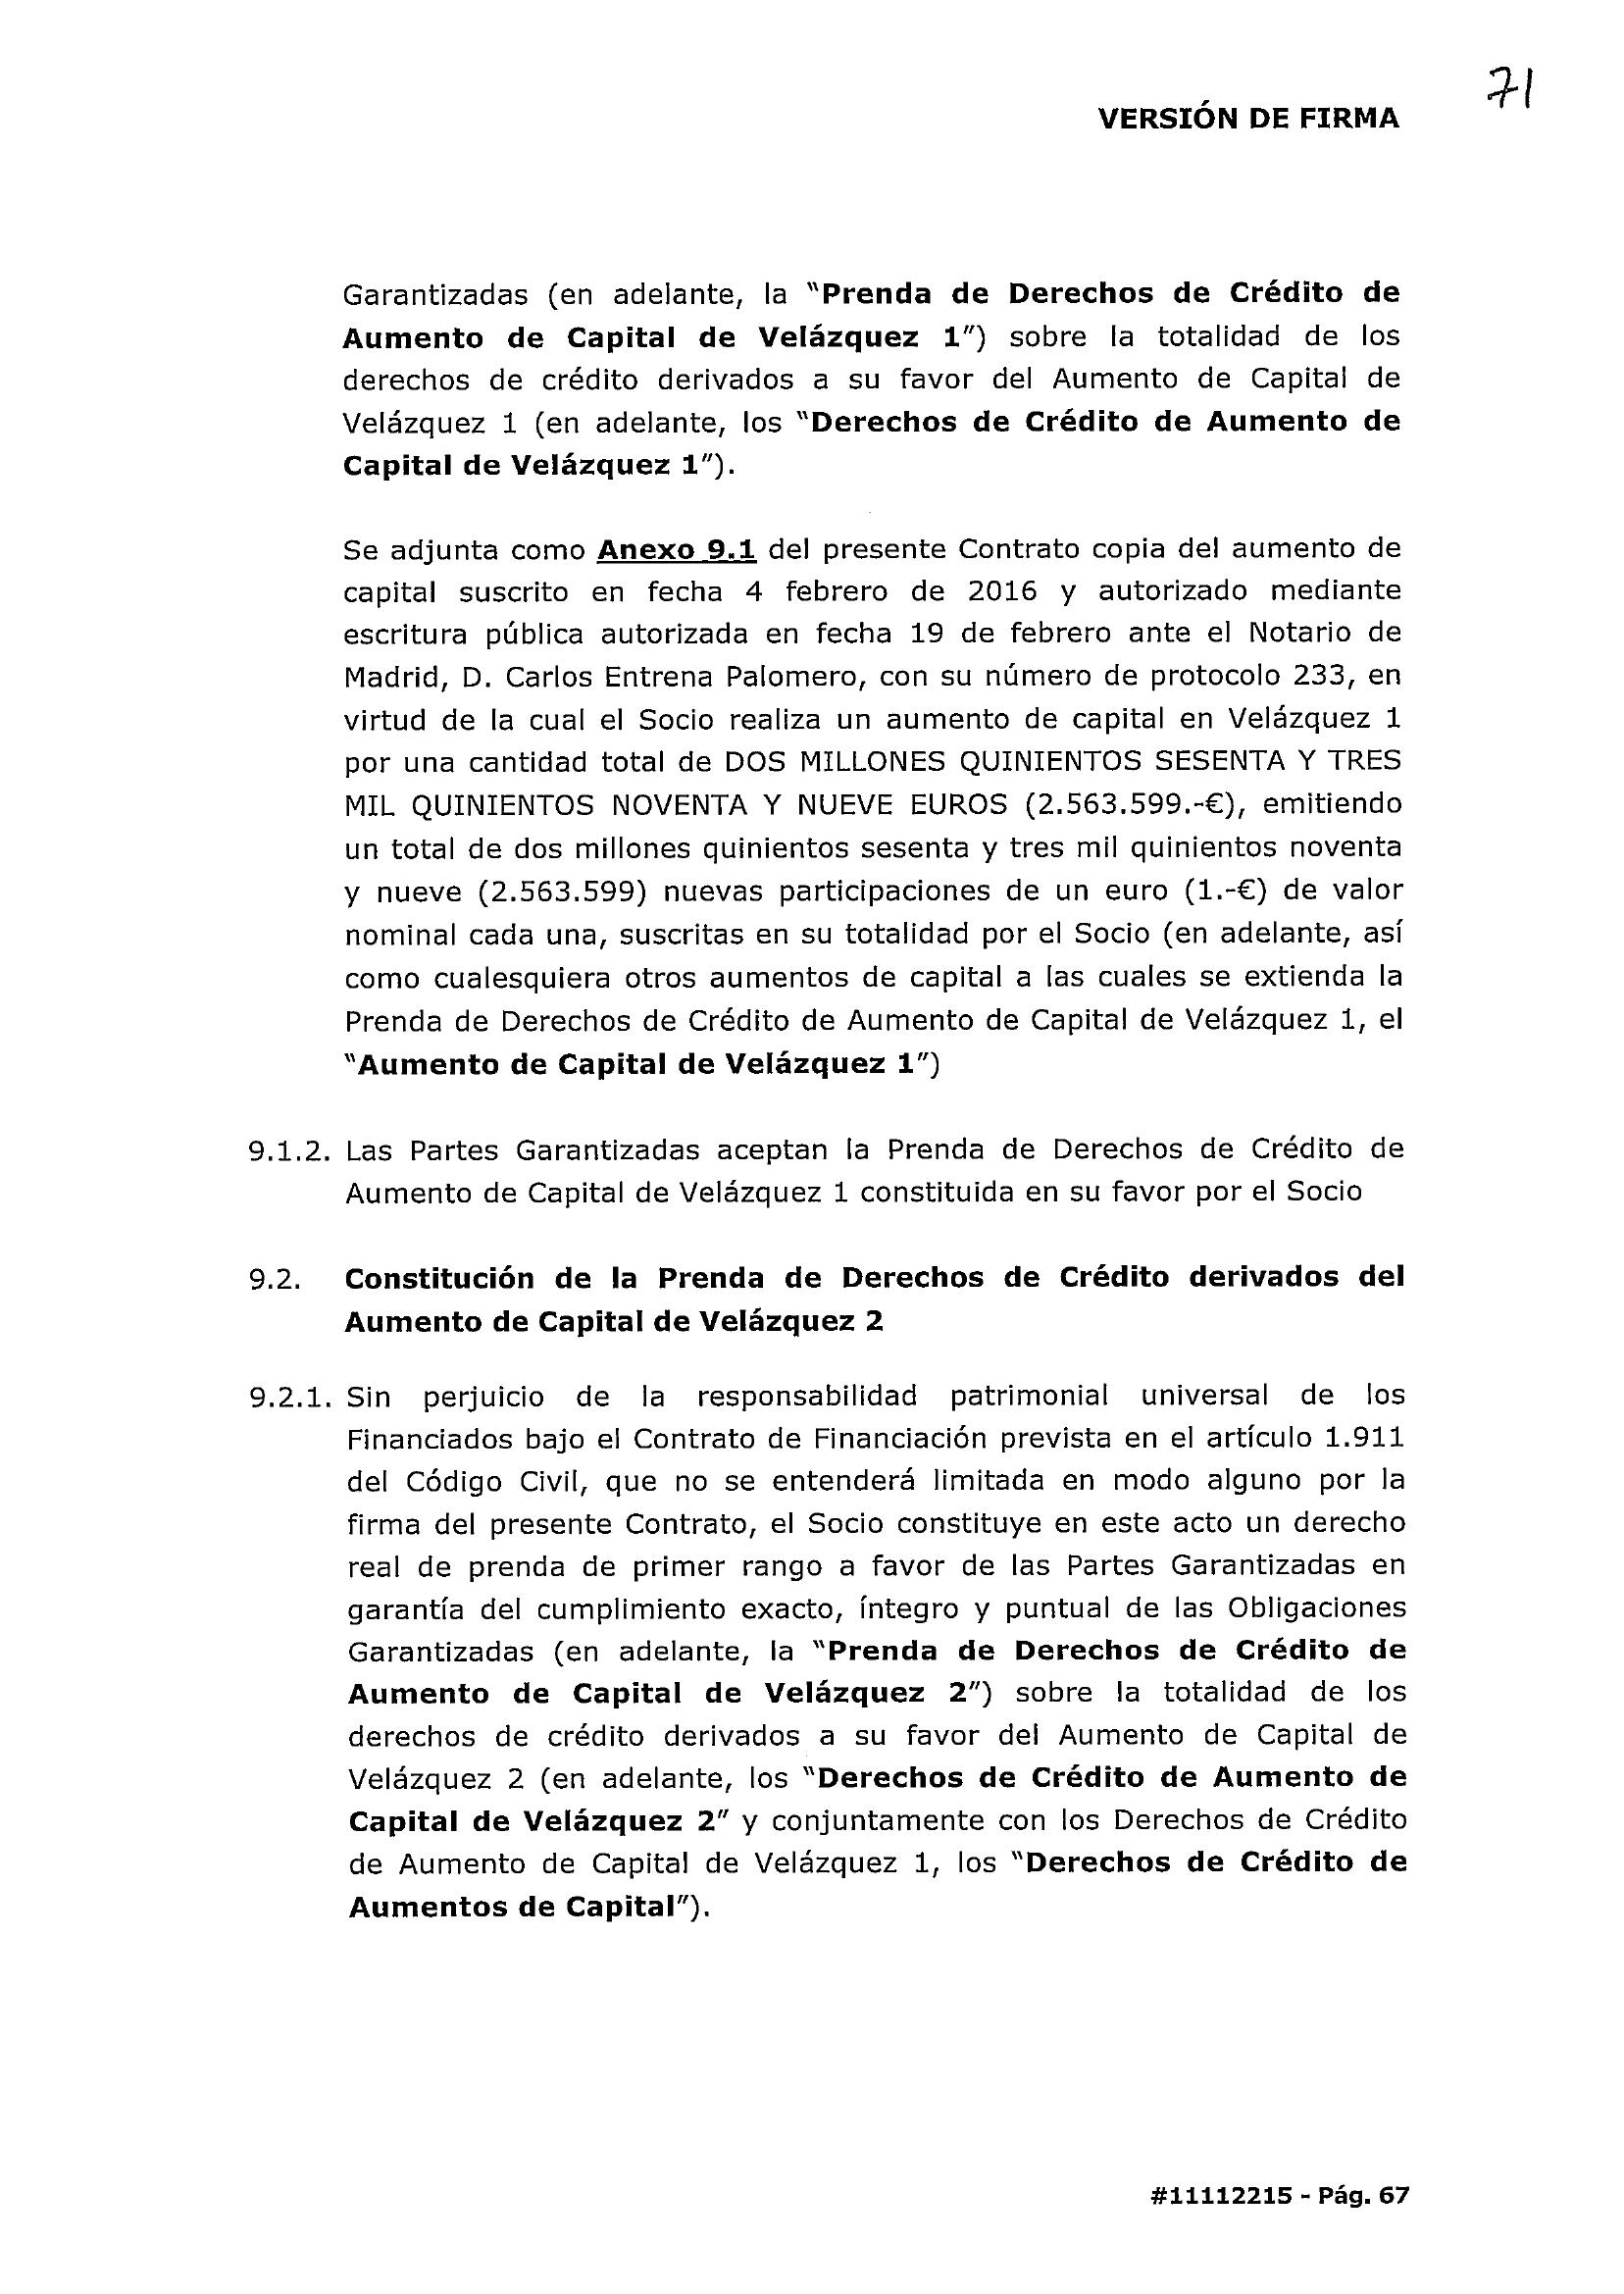 71
VERSIÓN DE FIRMA
Garantizadas (en adelante, la "Prenda de Derechos de Crédito de
Aumento de Capital de Velázquez 1") sobre la totalidad de los
derechos de crédito derivados a su favor del Aumento de Capital de
Velázquez 1 (en adelante, los "Derechos de Crédito de Aumento de
Capital de Velázquez 1").
Se adjunta como Anexo 9.1 del presente Contrato copia del aumento de
capital suscrito en fecha 4 febrero de 2016 y autorizado mediante
escritura pública autorizada en fecha 19 de febrero ante el Notario de
Madrid, D. Carlos Entrena Palomero, con su número de protocolo 233, en
virtud de la cual el Socio realiza un aumento de capital en Velázquez 1
por una cantidad total de DOS MILLONES QUINIENTOS SESENTA Y TRES
MIL QUINIENTOS NOVENTA Y NUEVE EUROS (2.563.599.-€), emitiendo
un total de dos millones quinientos sesenta y tres mil quinientos noventa
y nueve (2.563.599) nuevas participaciones de un euro (1.-€) de valor
nominal cada una, suscritas en su totalidad por el Socio (en adelante, así
como cualesquiera otros aumentos de capital a las cuales se extienda la
Prenda de Derechos de Crédito de Aumento de Capital de Velázquez 1, el
"Aumento de Capital de Velázquez 1")
9.1.2. Las Partes Garantizadas aceptan la Prenda de Derechos de Crédito de
Aumento de Capital de Velázquez 1 constituida en su favor por el Socio
9.2. Constitución de la Prenda de Derechos de Crédito derivados del
Aumento de Capital de Velázquez 2
9.2.1. Sin perjuicio de la responsabilidad patrimonial universal de los
Financiados bajo el Contrato de Financiación prevista en el artículo 1.911
del Código Civil, que no se entenderá limitada en modo alguno por la
firma del presente Contrato, el Socio constituye en este acto un derecho
real de prenda de primer rango a favor de las Partes Garantizadas en
garantía del cumplimiento exacto, íntegro y puntual de las Obligaciones
Garantizadas (en adelante, la "Prenda de Derechos de Crédito de
Aumento de Capital de Velázquez 2") sobre la totalidad de los
derechos de crédito derivados a su favor del Aumento de Capital de
Velázquez 2 (en adelante, los "Derechos de Crédito de Aumento de
Capital de Velázquez 2" y conjuntamente con los Derechos de Crédito
de Aumento de Capital de Velázquez 1, los "Derechos de Crédito de
Aumentos de Capital").
#11112215 - Pág. 67